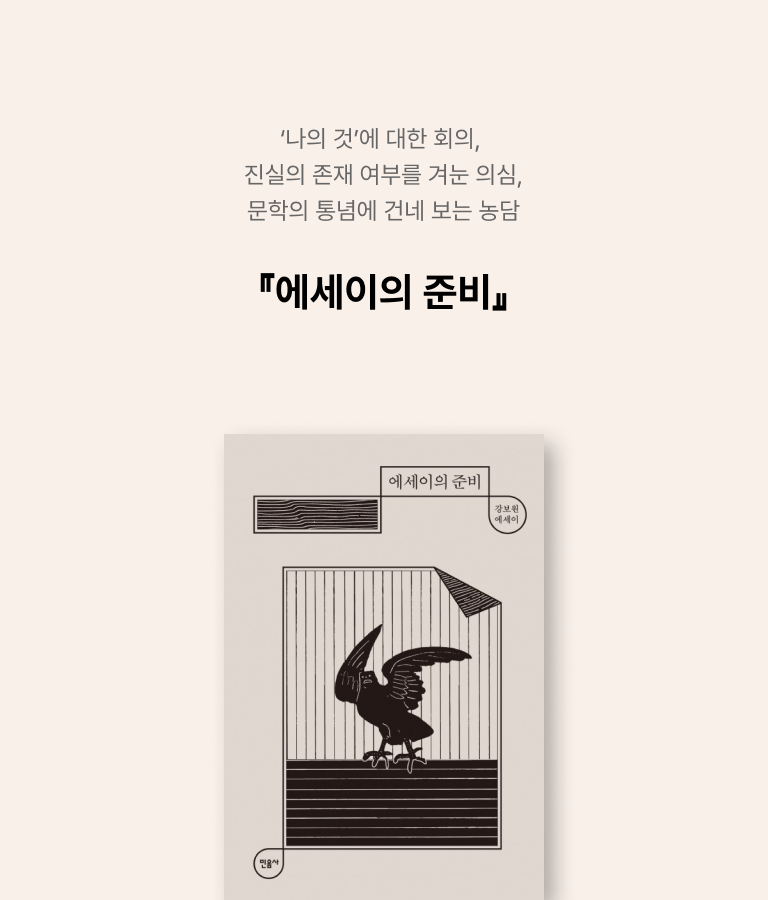 ‘나의 것’에 대한 회의,
진실의 존재 여부를 겨눈 의심,
문학의 통념에 건네 보는 농담
『에세이의 준비』
에세이의 준비
강보원
에세이
민음사